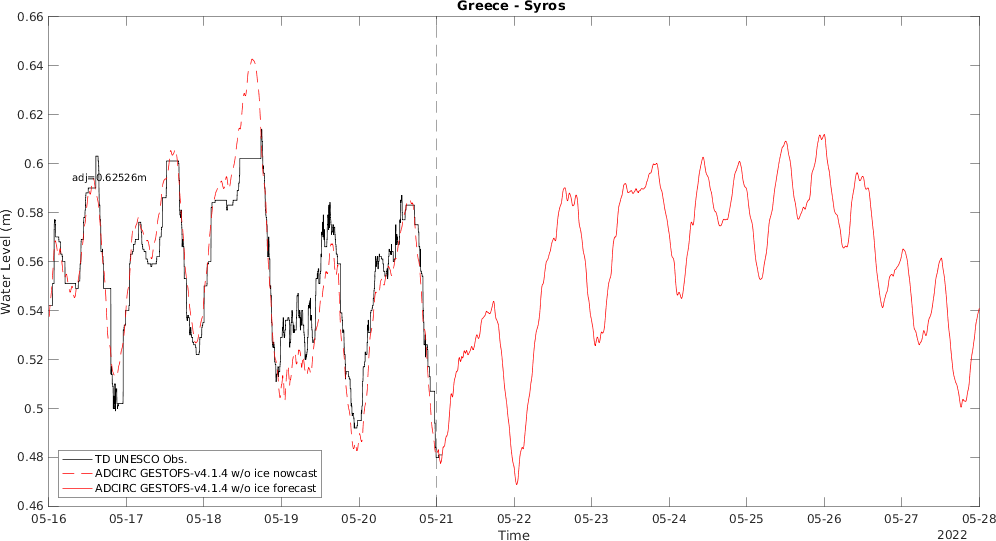 Greece - Syros
0.66
0.64
0.62
0.6
0.58
0.56
0.54
0.52
0.5
0.48
0.46
Water Level (m)
adj=0.62526m
TD UNESCO Obs.
ADCIRC GESTOFS-v4.1.4 w/o ice nowcast
ADCIRC GESTOFS-v4.1.4 w/o ice forecast
05-16 05-17 05-18 05-19 05-20 05-21 05-22 05-23 05-24 05-25 05-26 05-27 05-28
Time
2022